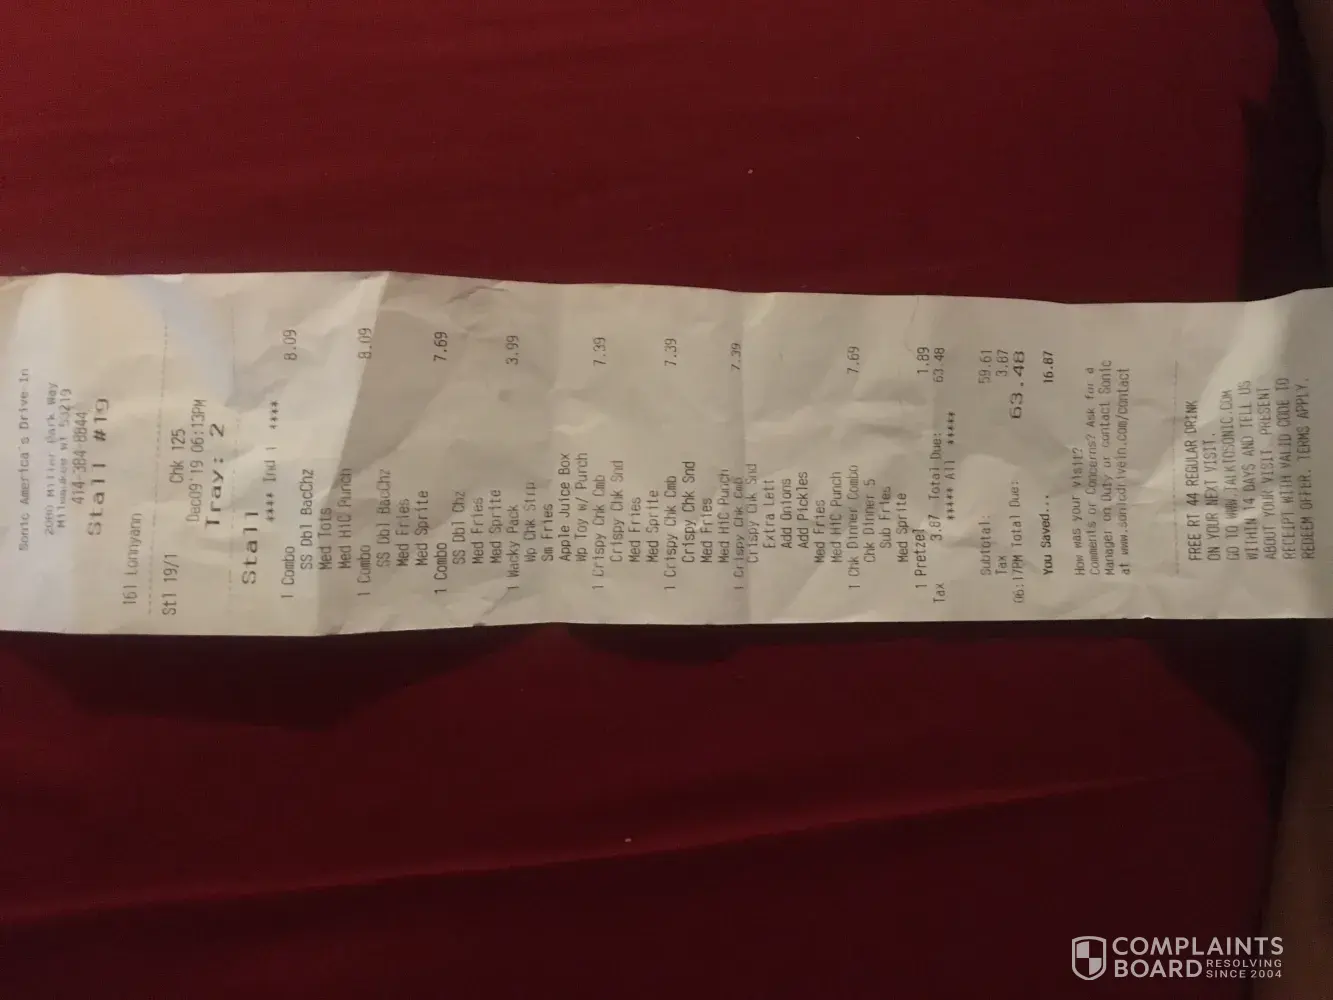 Sonic America's Drive In
2080 Miller Park Way
Milwaukee WI 53219
414-384-8844
Stall #19
161 Lonnyann
Stl 19/1 Chk 125
Dec09'19 06:13PM
Tray: 2
Stall
**** Ind 1 ****
1 Combo 8.09
SS Dbl BacChz
Med Tots
Med HiC Punch
1 Combo 8.09
SS Dbl BacChz
Med Fries
Med Sprite
1 Combo 7.69
SS Dbl Chz
Med Fries
Med Sprite
1 Wacky Pack 3.99
Wp Chk Strp
Sm Fries
Apple Juice Box
Wp Toy w/ Purch
1 Crispy Chk Cmb 7.39
Crispy Chk Snd
Med Fries
Med Sprite
1 Crispy Chk Cmb 7.39
Crispy Chk Snd
Med Fries
Med HiC Punch
1 Crispy Chk Cmb 7.39
Crispy Chk Snd
Extra Lett
Add Onions
Add Pickles
Med Fries
Med HiC Punch
1 Chk Dinner Combo 7.69
Chk Dinner 5
Sub Fries
Med Sprite
1 Pretzel 1.89
Tax 3.87 Total Due: 63.48
***** All *****
Subtotal: 59.61
Tax 3.87
06:17PM Total Due: 63.48
You Saved... 16.87
How was your visit?
Comments or Concerns? Ask for a
Manager on Duty or contact Sonic
at www.sonicdrivein.com/contact
FREE RT 44 REGULAR DRINK
ON YOUR NEXT VISIT.
GO TO WWW.TALKTOSONIC.COM
WITHIN 14 DAYS AND TELL US
ABOUT YOUR VISIT. PRESENT
RECEIPT WITH VALID CODE TO
REDEEM OFFER. TERMS APPLY.
COMPLAINTS
BOARD RESOLVING
SINCE 2004